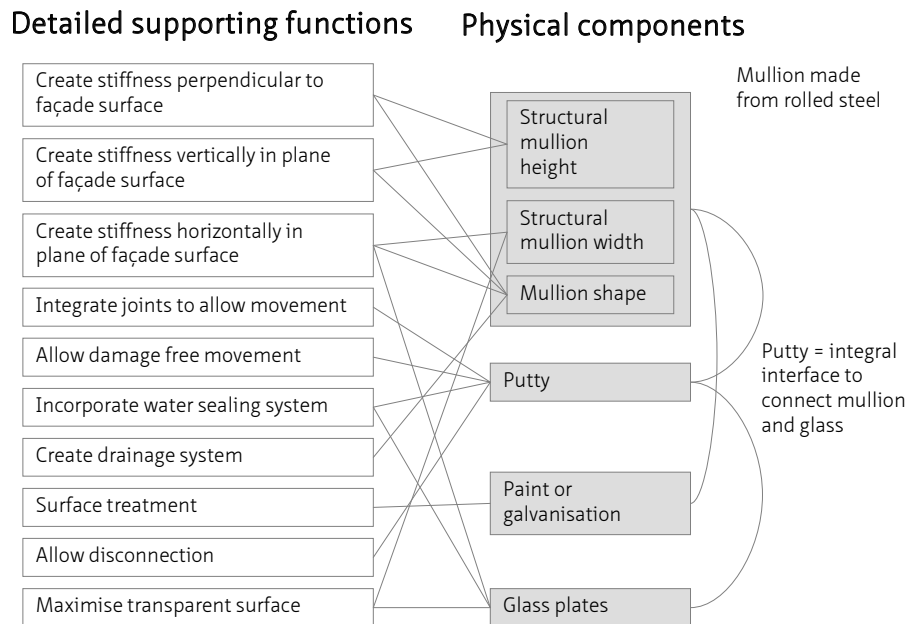 Detailed supporting functions
Physical components
Create stiffness perpendicular to
façade surface
Create stiffness vertically in plane
of façade surface
Create stiffness horizontally in
plane of façade surface
Integrate joints to allow movement
Allow damage free movement
Incorporate water sealing system
Create drainage system
Surface treatment
Allow disconnection
Maximise transparent surface
Structural
mullion
height
Structural
mullion width
Mullion shape
Putty
Paint or
galvanisation
Glass plates
Mullion made
from rolled steel
Putty = integral
interface to
connect mullion
and glass